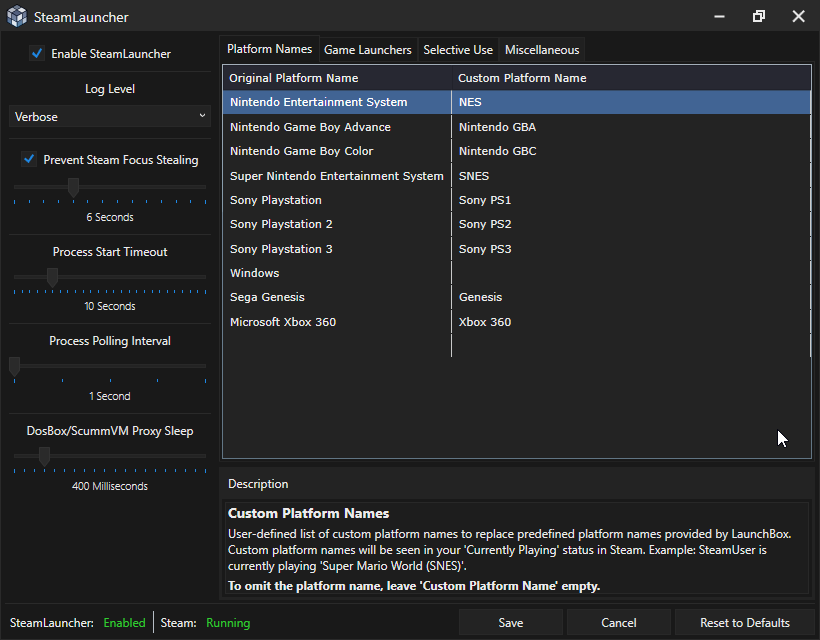 SteamLauncher
Enable SteamLauncher
Log Level
Verbose
Prevent Steam Focus Stealing
6 Seconds
Process Start Timeout
10 Seconds
Process Polling Interval
1 Second
DosBox/ScummVM Proxy Sleep
400 Milliseconds
Platform Names Game Launchers Selective Use Miscellaneous
Original Platform Name Custom Platform Name
Nintendo Entertainment System NES
Nintendo Game Boy Advance Nintendo GBA
Nintendo Game Boy Color Nintendo GBC
Super Nintendo Entertainment System SNES
Sony Playstation Sony PS1
Sony Playstation 2 Sony PS2
Sony Playstation 3 Sony PS3
Windows
Sega Genesis Genesis
Microsoft Xbox 360 Xbox 360
Description
Custom Platform Names
User-defined list of custom platform names to replace predefined platform names provided by LaunchBox.
Custom platform names will be seen in your 'Currently Playing' status in Steam. Example: SteamUser is
currently playing 'Super Mario World (SNES)'.
To omit the platform name, leave 'Custom Platform Name' empty.
SteamLauncher: Enabled Steam: Running
Save Cancel Reset to Defaults